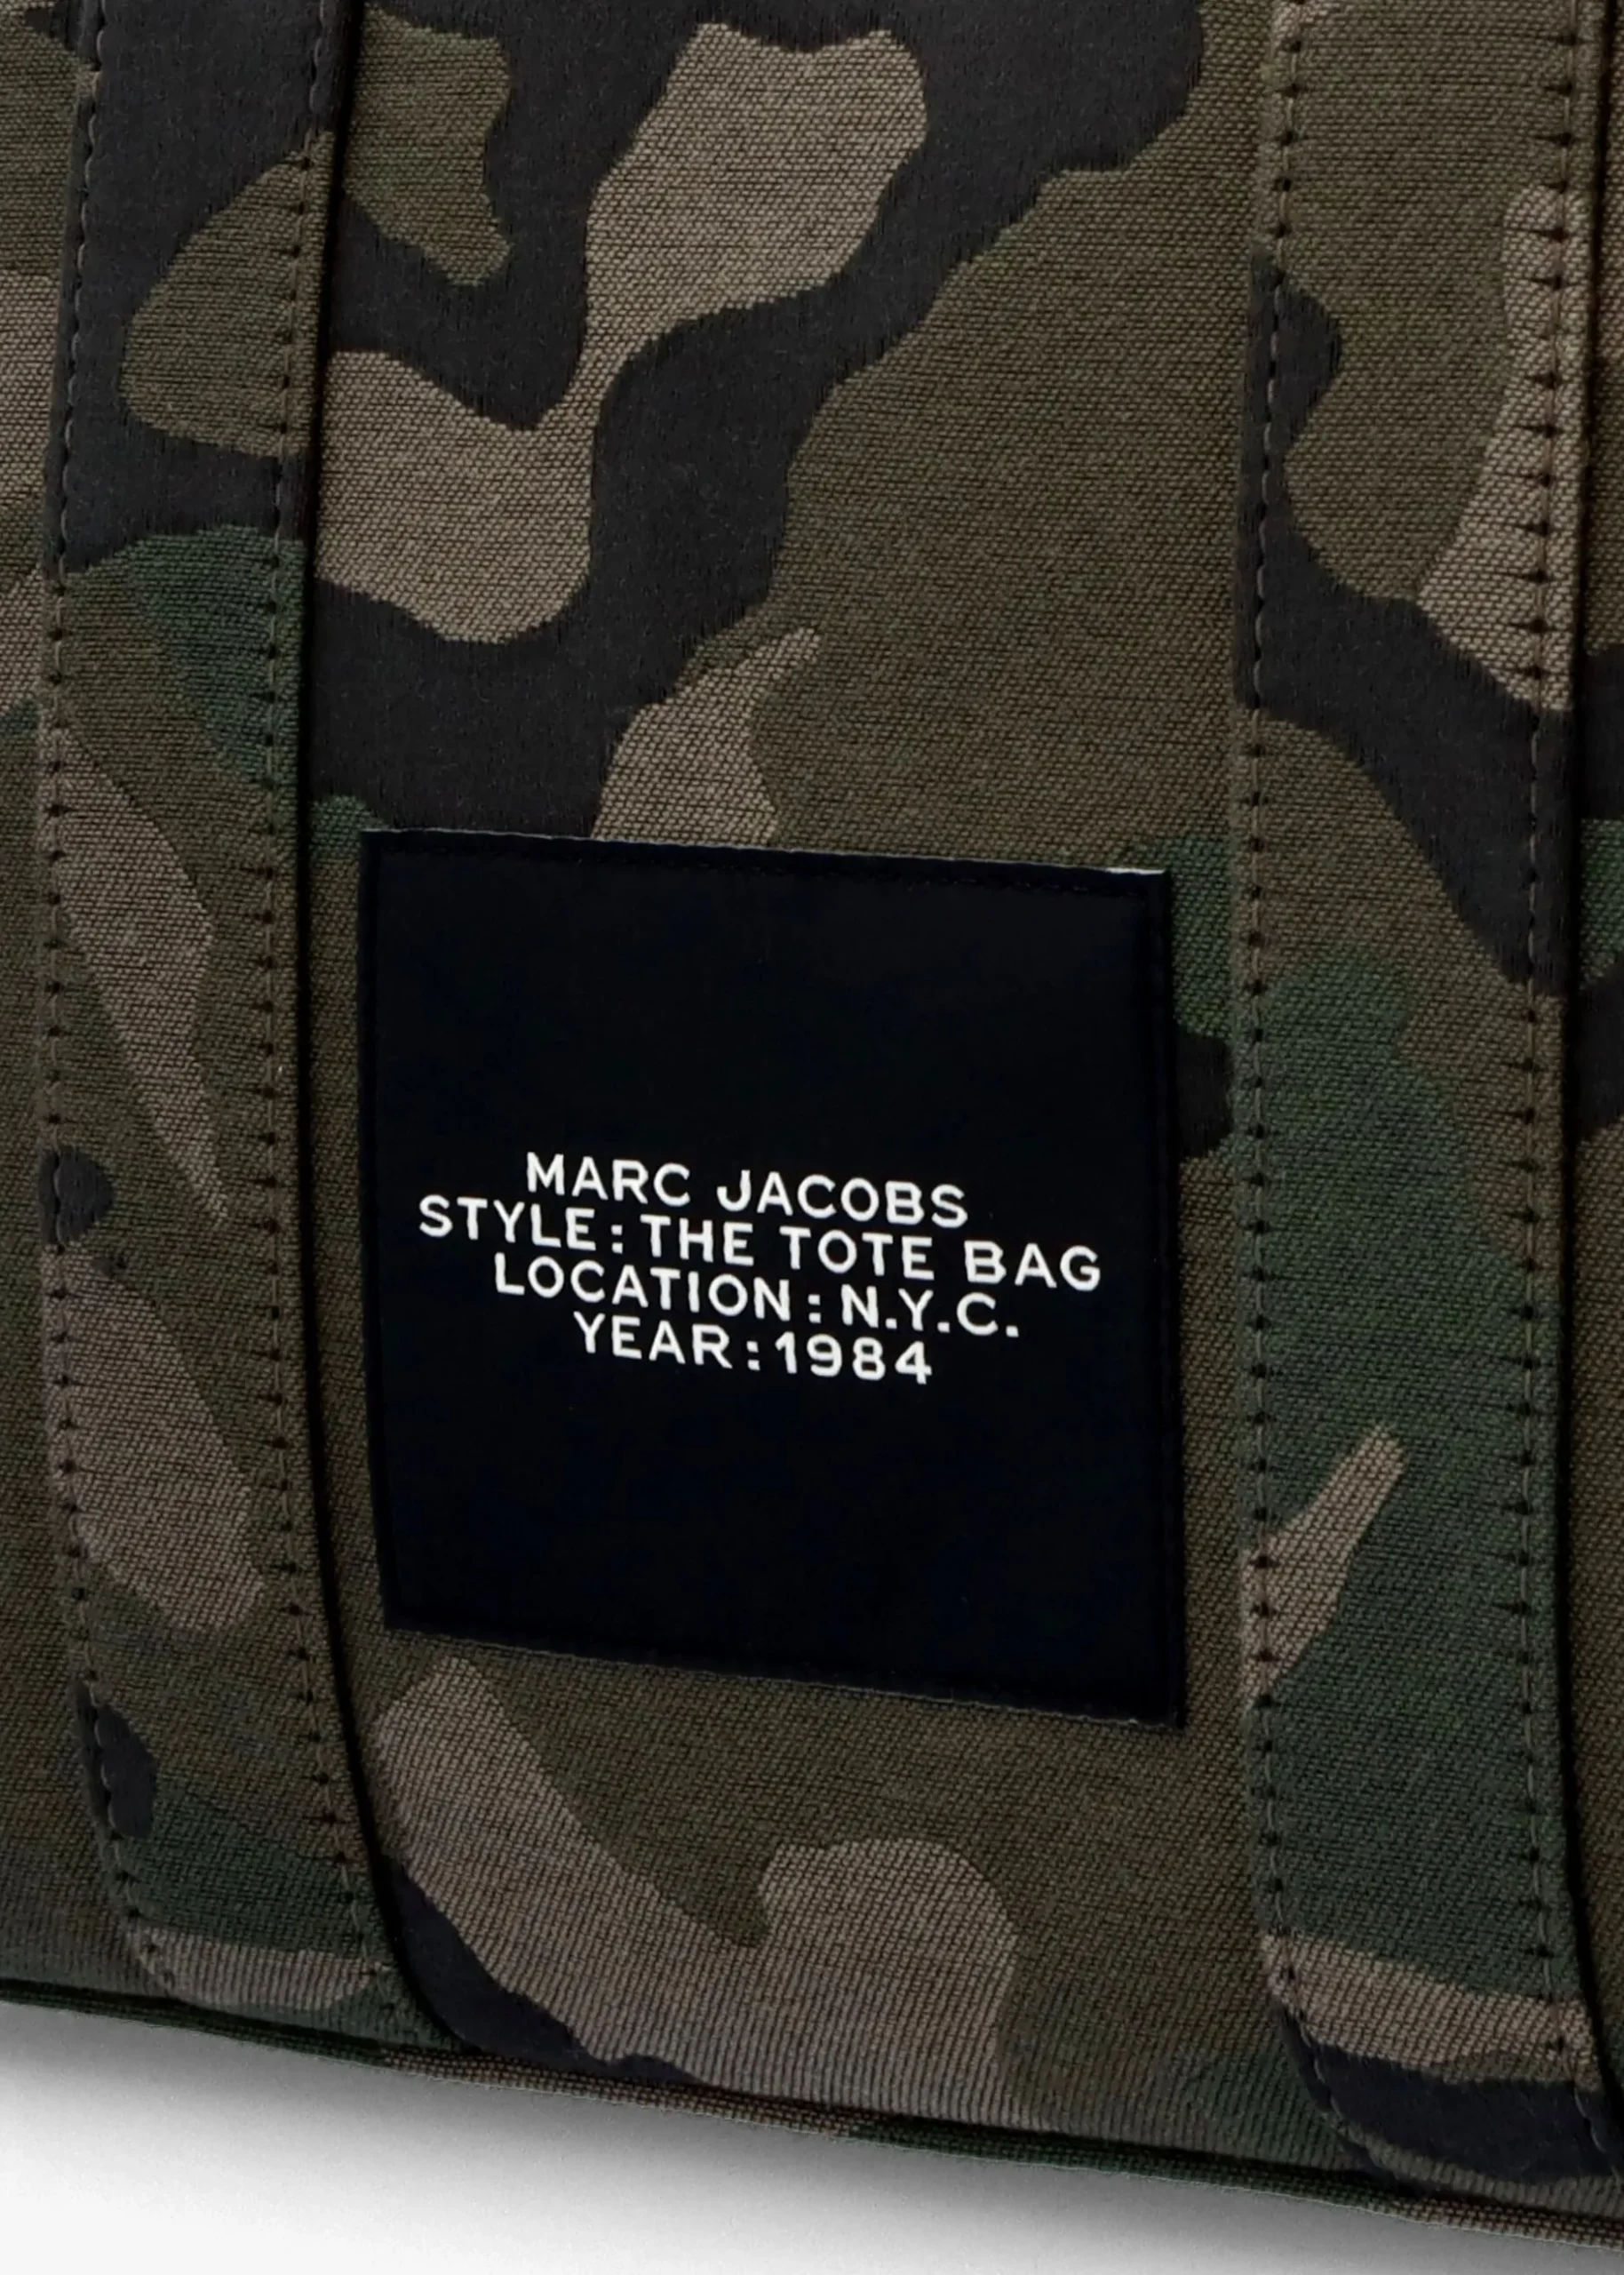 MARC JACOBS
STYLE:THE TOTE BAG
LOCATION:N.Y.C.
YEAR:1984